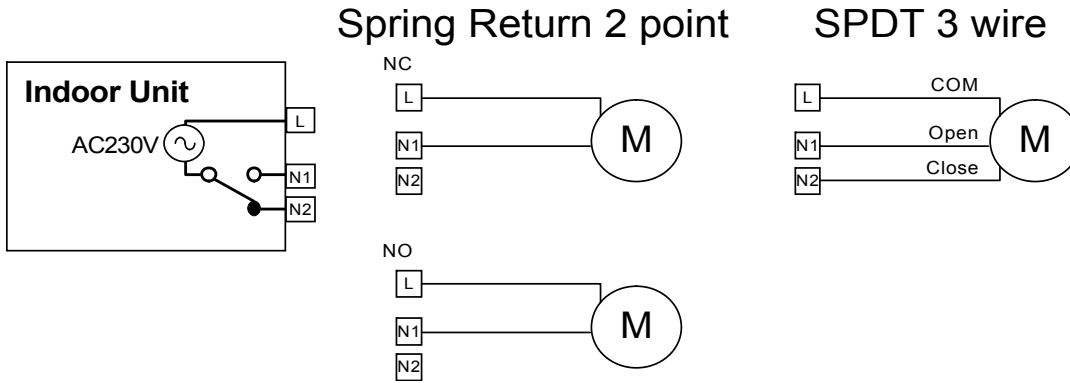 Spring Return 2 point
SPDT 3 wire
Indoor Unit
AC230V
L
N1
N2
NC
L
N1
N2
M
COM
Open
Close
L
N1
N2
M
NO
L
N1
N2
M